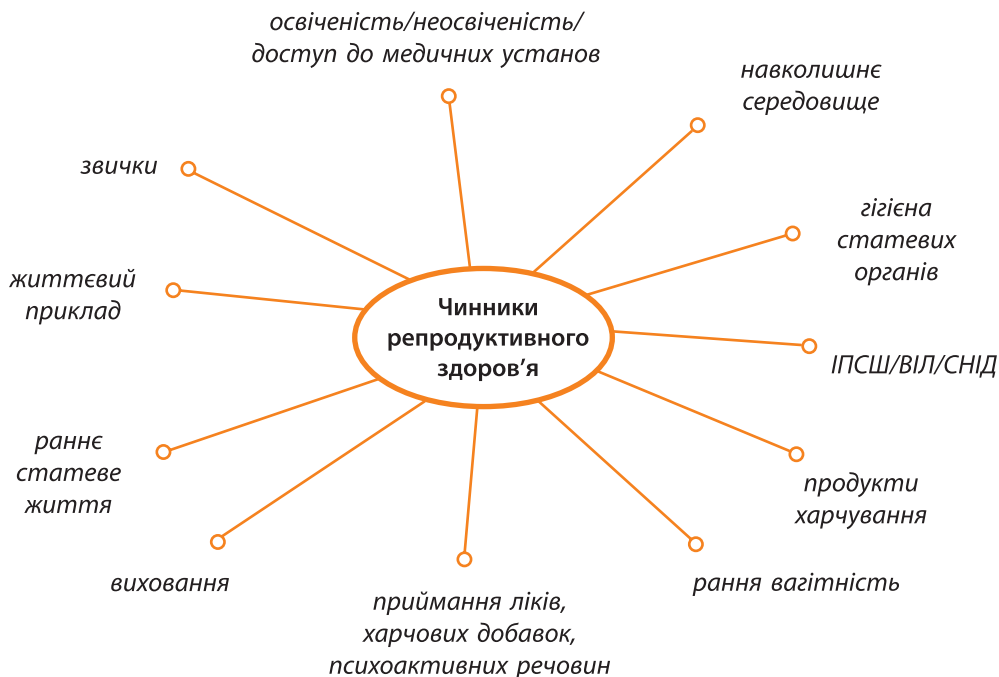 освіченість/неосвіченість/
доступ до медичних установ
навколишнє
середовище
звички
гігієна
статевих
органів
життєвий
приклад
Чинники
репродуктивного
здоров’я
ІПСШ/ВІЛ/СНІД
раннє
статеве
життя
продукти
харчування
виховання
рання вагітність
приймання ліків,
харчових добавок,
психоактивних речовин